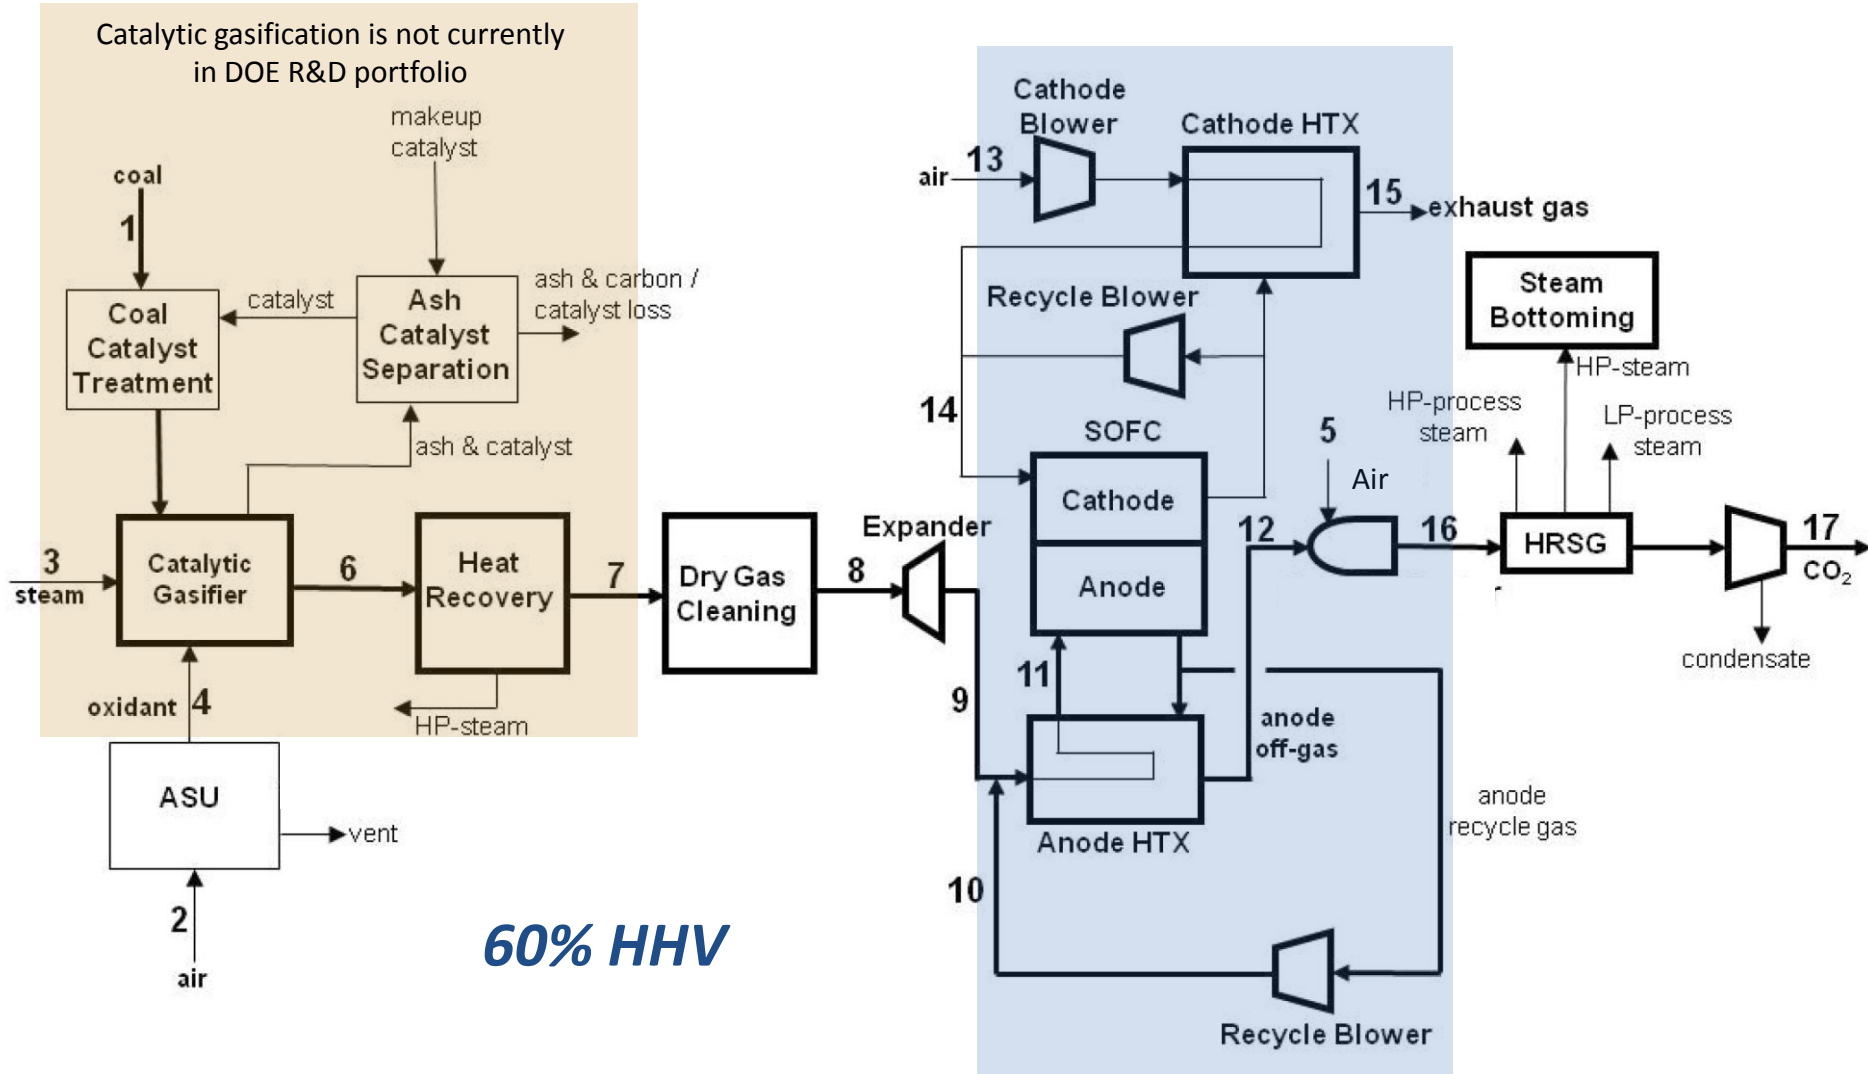 Catalytic gasification is not currently
in DOE R&D portfolio
makeup
catalyst
coal
1
Coal
Catalyst
Treatment
catalyst
Ash
Catalyst
Separation
ash & carbon /
catalyst loss
ash & catalyst
3
steam
Catalytic
Gasifier
6
Heat
Recovery
7
Dry Gas
Cleaning
8
Expander
oxidant
4
HP-steam
ASU
vent
2
air
60% HHV
Cathode
Blower
Cathode HTX
air
13
15
exhaust gas
Recycle Blower
14
SOFC
Cathode
Anode
5
Air
12
16
9
11
anode
off-gas
Anode HTX
10
anode
recycle gas
Recycle Blower
Steam
Bottoming
HP-steam
HP-process
steam
LP-process
steam
HRSG
17
CO₂
condensate